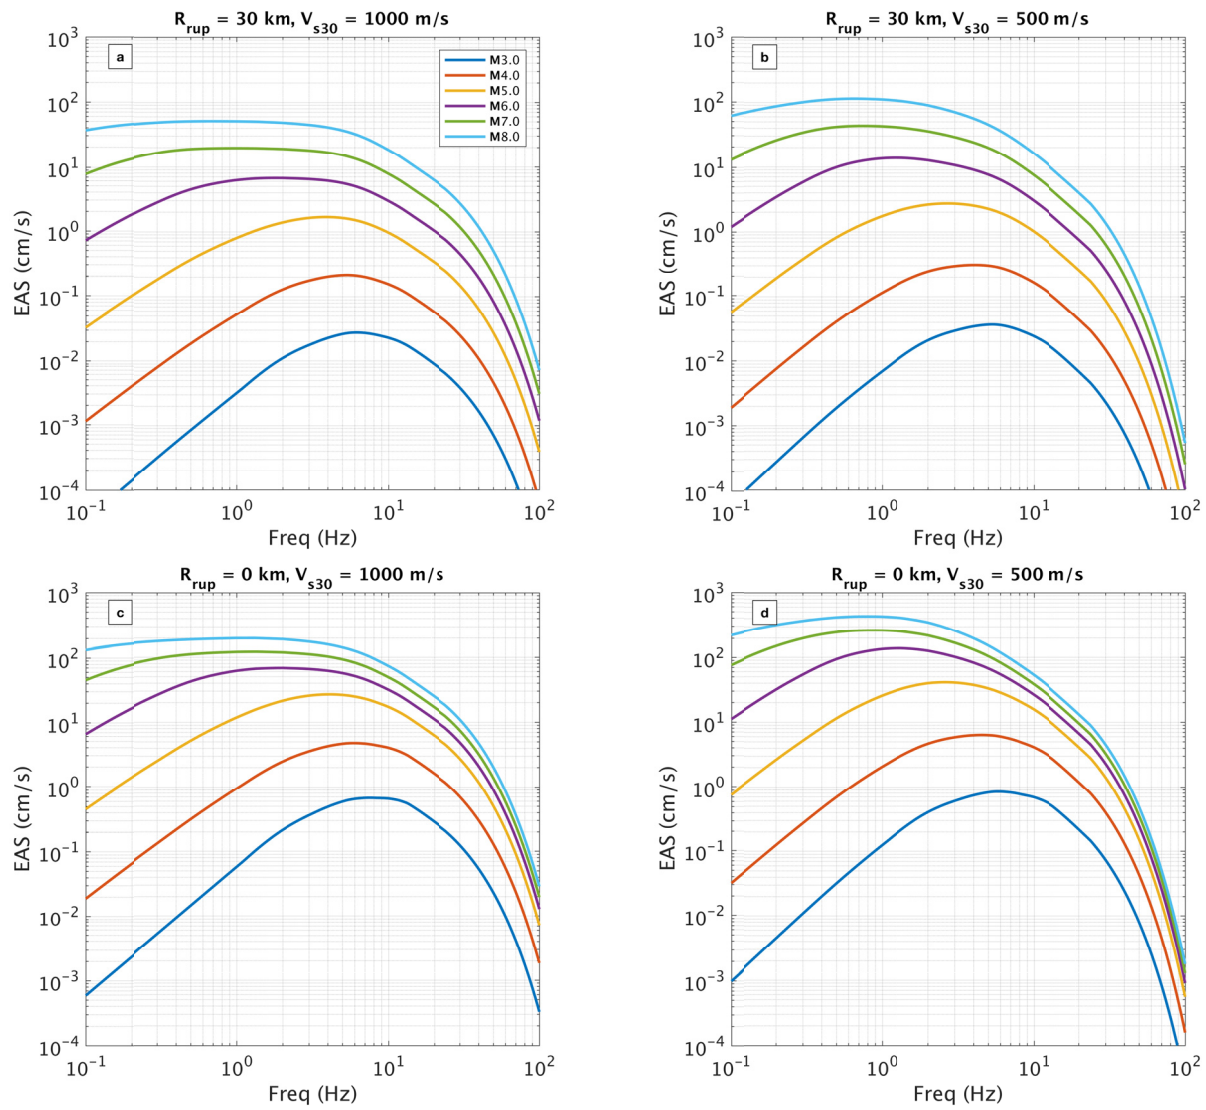 R_rup = 30 km, V_s30 = 1000 m/s
a
M3.0
M4.0
M5.0
M6.0
M7.0
M8.0
10^3
10^2
10^1
10^0
10^-1
10^-2
10^-3
10^-4
EAS (cm/s)
10^-1 10^0 10^1 10^2
Freq (Hz)
R_rup = 30 km, V_s30 = 500 m/s
b
10^3
10^2
10^1
10^0
10^-1
10^-2
10^-3
10^-4
EAS (cm/s)
10^-1 10^0 10^1 10^2
Freq (Hz)
R_rup = 0 km, V_s30 = 1000 m/s
c
10^3
10^2
10^1
10^0
10^-1
10^-2
10^-3
10^-4
EAS (cm/s)
10^-1 10^0 10^1 10^2
Freq (Hz)
R_rup = 0 km, V_s30 = 500 m/s
d
10^3
10^2
10^1
10^0
10^-1
10^-2
10^-3
10^-4
EAS (cm/s)
10^-1 10^0 10^1 10^2
Freq (Hz)